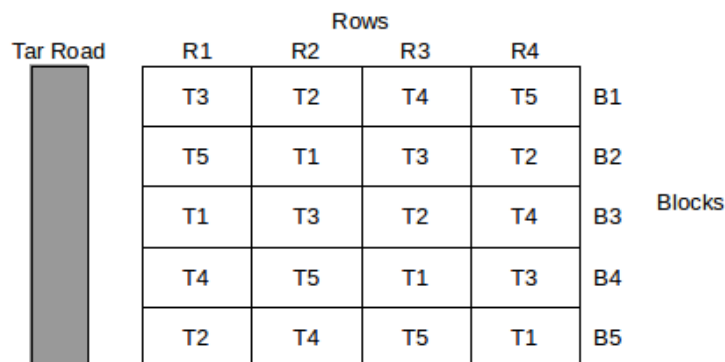 Rows
Tar Road R1 R2 R3 R4
T3 T2 T4 T5 B1
T5 T1 T3 T2 B2
T1 T3 T2 T4 B3 Blocks
T4 T5 T1 T3 B4
T2 T4 T5 T1 B5